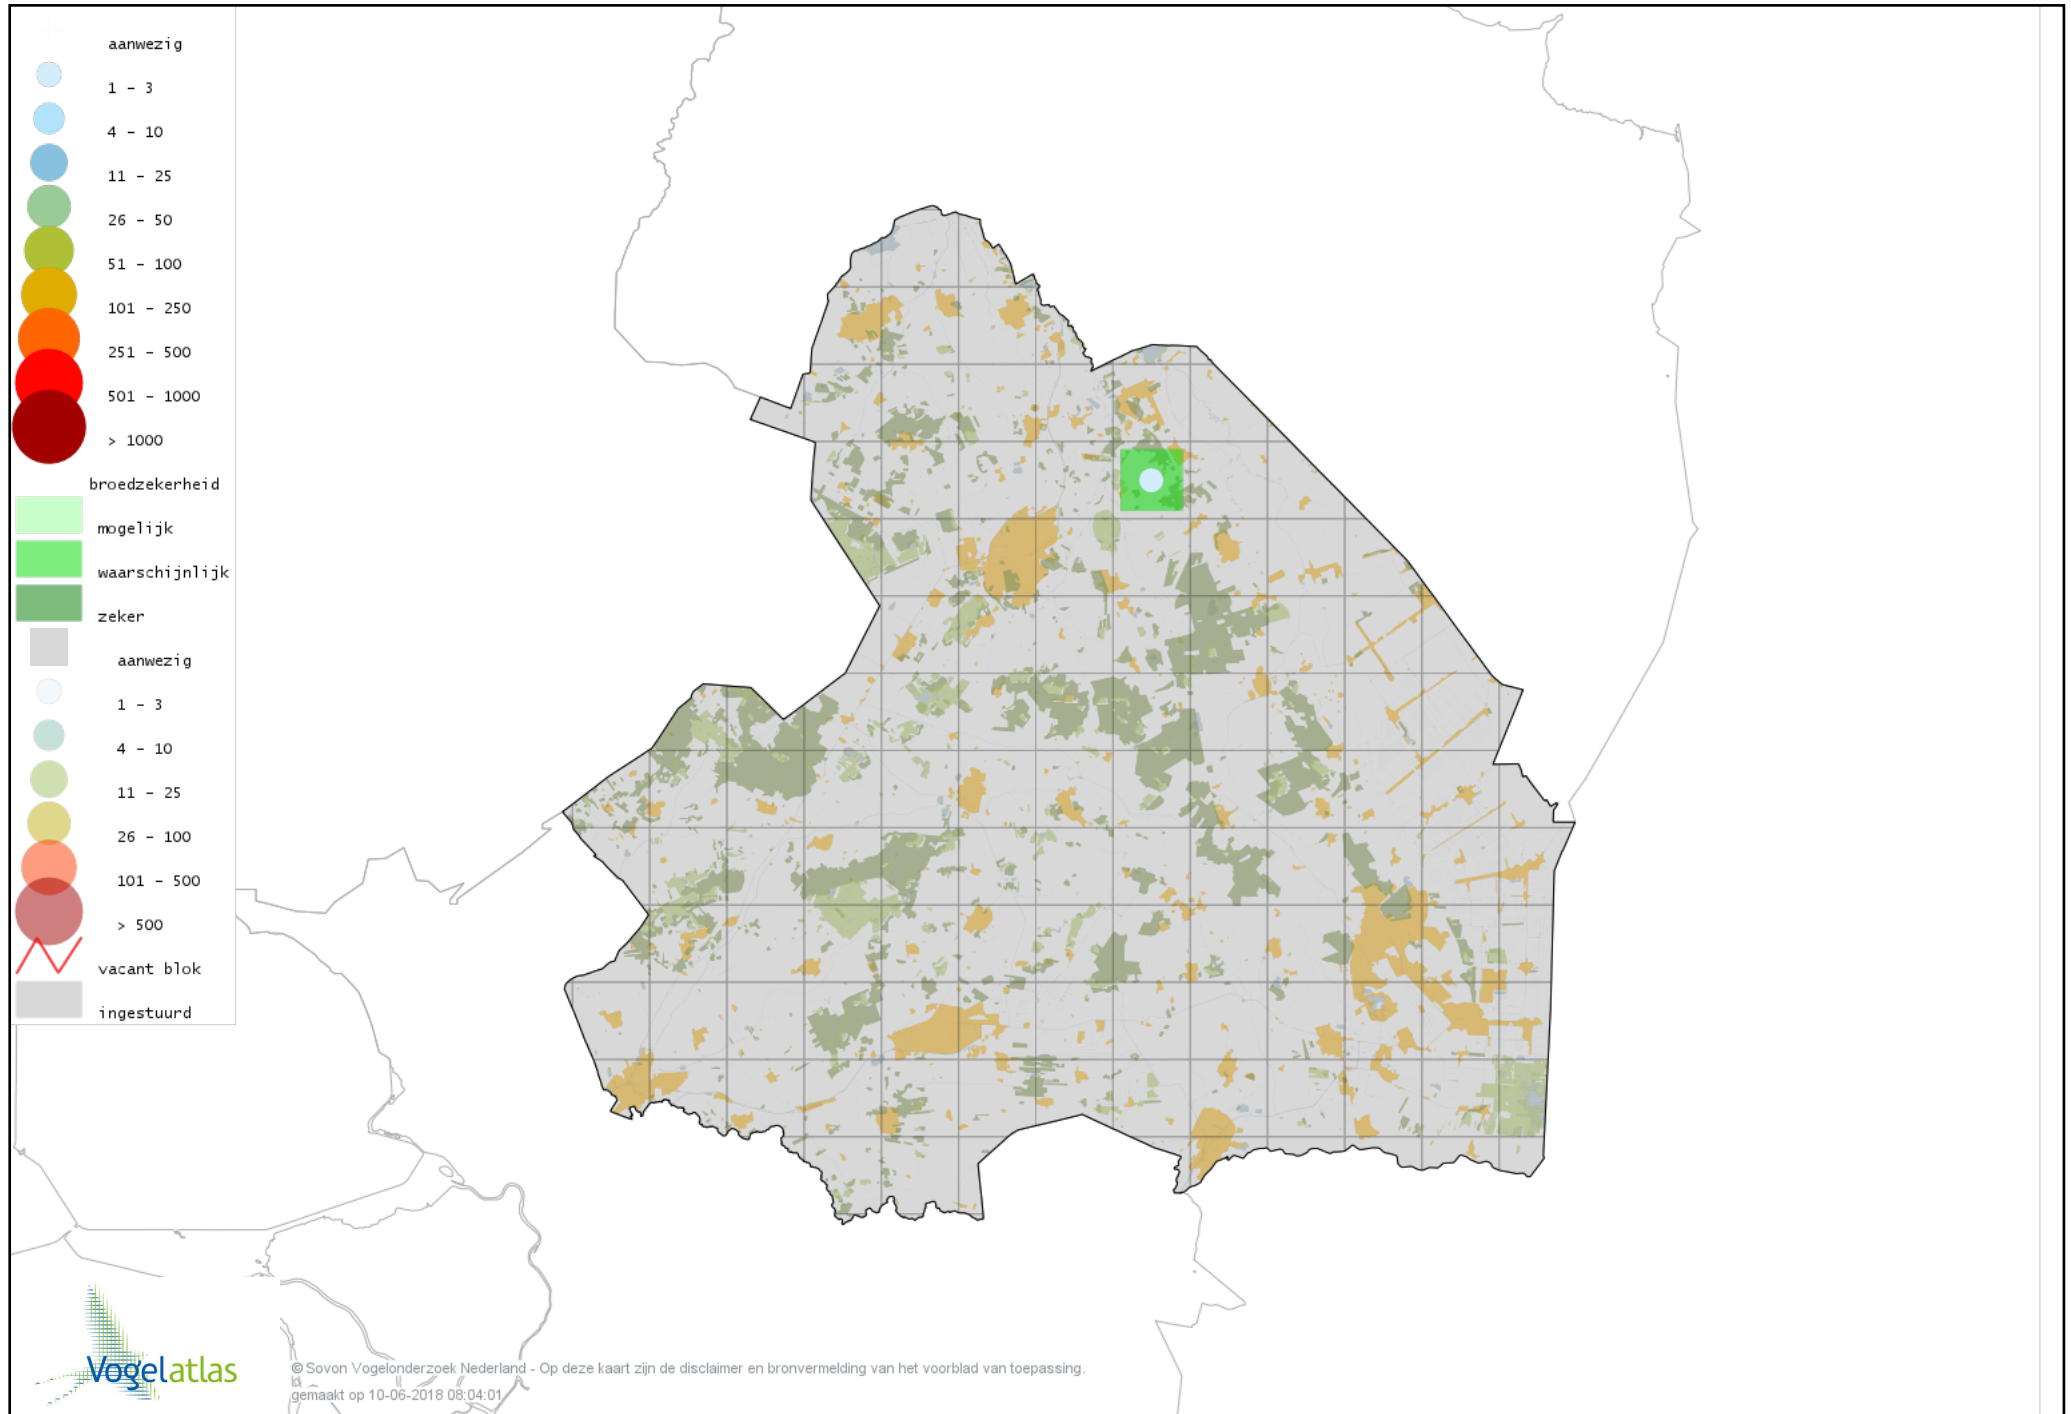 aanwezig
1 - 3
4 - 10
11 - 25
26 - 50
51 - 100
101 - 250
251 - 500
501 - 1000
> 1000
broedzekerheid
mogelijk
waarschijnlijk
zeker
aanwezig
1 - 3
4 - 10
11 - 25
26 - 100
101 - 500
> 500
vacant blok
ingestuurd
Vogelatlas
© Sovon Vogelonderzoek Nederland - Op deze kaart zijn de disclaimer en bronvermelding van het voorblad van toepassing.
gemaakt op 10-06-2018 08:04:01